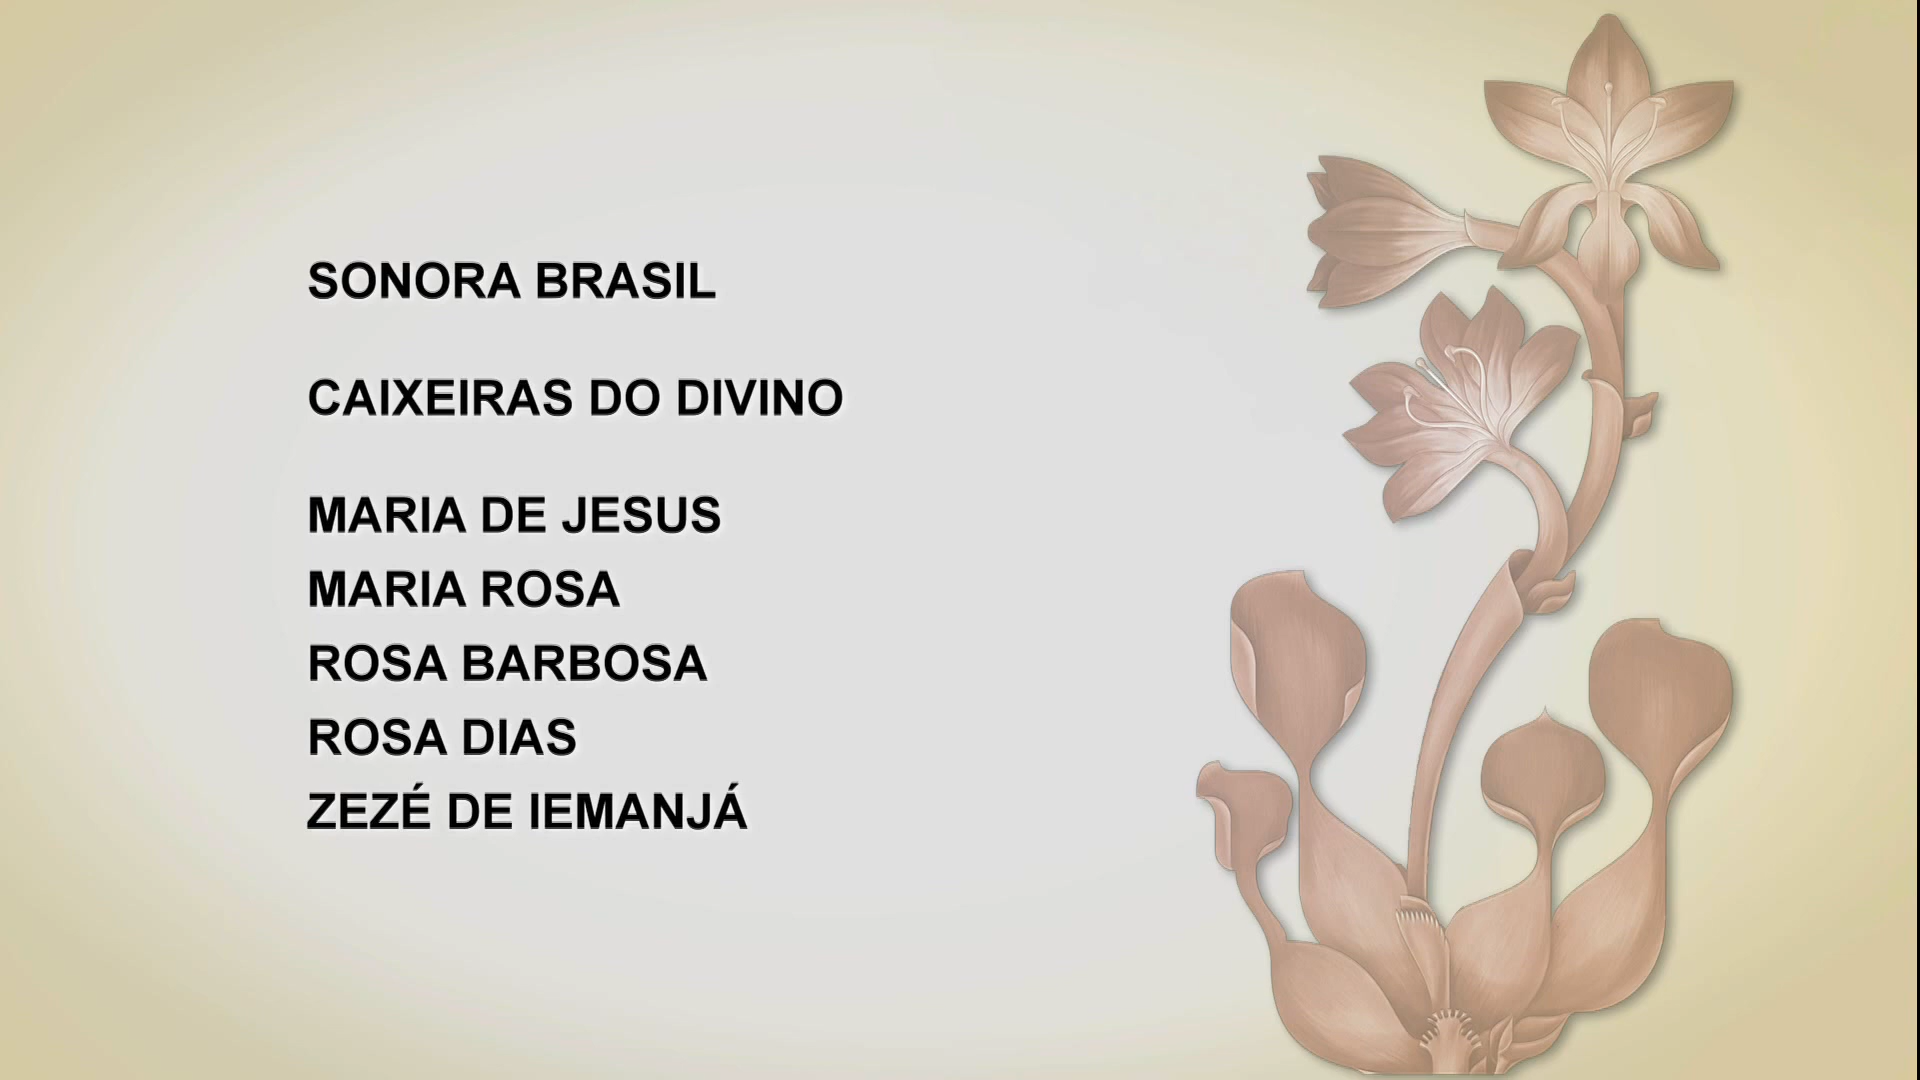 SONORA BRASIL
CAIXEIRAS DO DIVINO
MARIA DE JESUS
MARIA ROSA
ROSA BARBOSA
ROSA DIAS
ZEZÉ DE IEMANJÁ